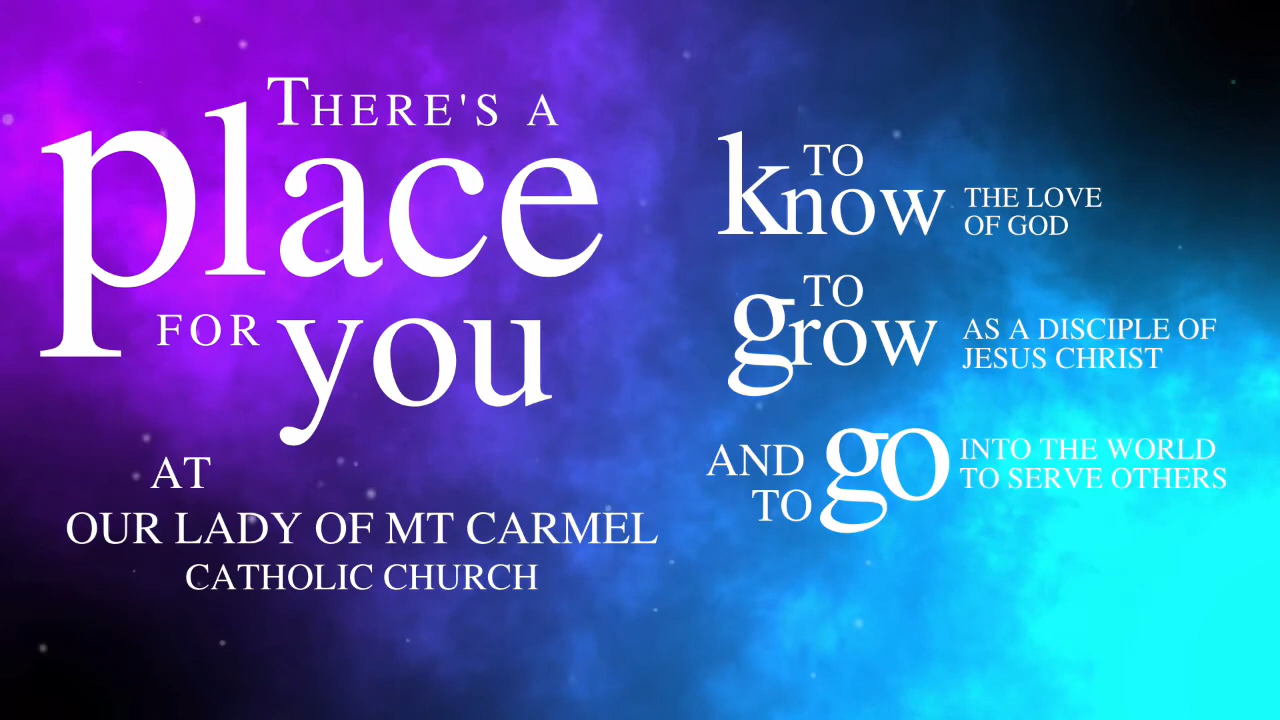 THERE'S A
place
FOR you
AT
OUR LADY OF MT CARMEL
CATHOLIC CHURCH
TO
know THE LOVE
OF GOD
TO
grow AS A DISCIPLE OF
JESUS CHRIST
AND TO go INTO THE WORLD
TO SERVE OTHERS